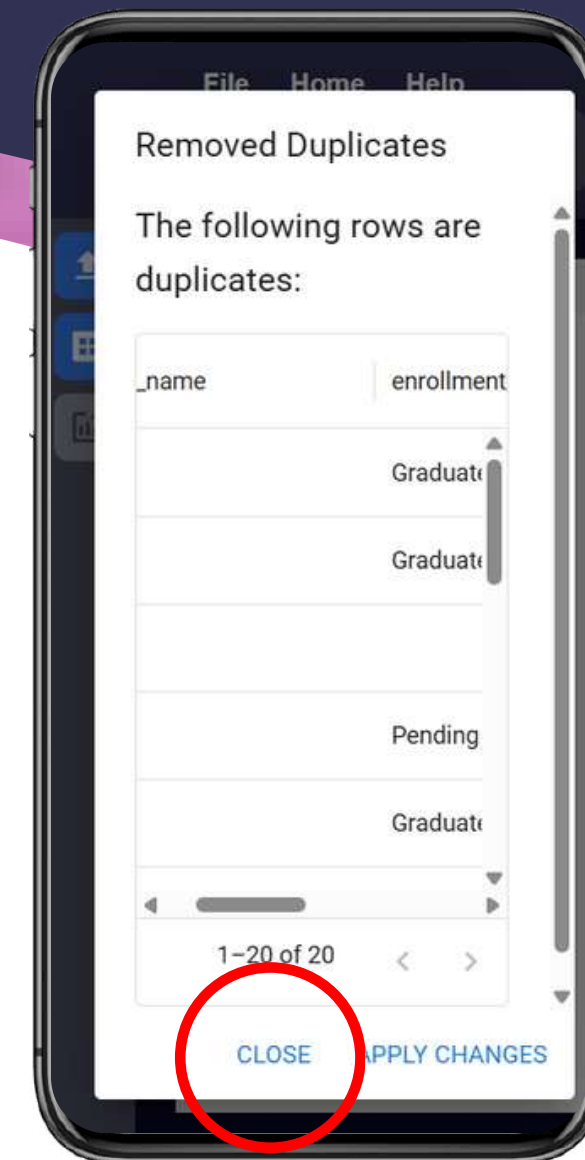 File Home Help
Removed Duplicates
The following rows are
duplicates:
_name enrollment
Graduate
Graduate
Pending
Graduate
1–20 of 20
CLOSE APPLY CHANGES